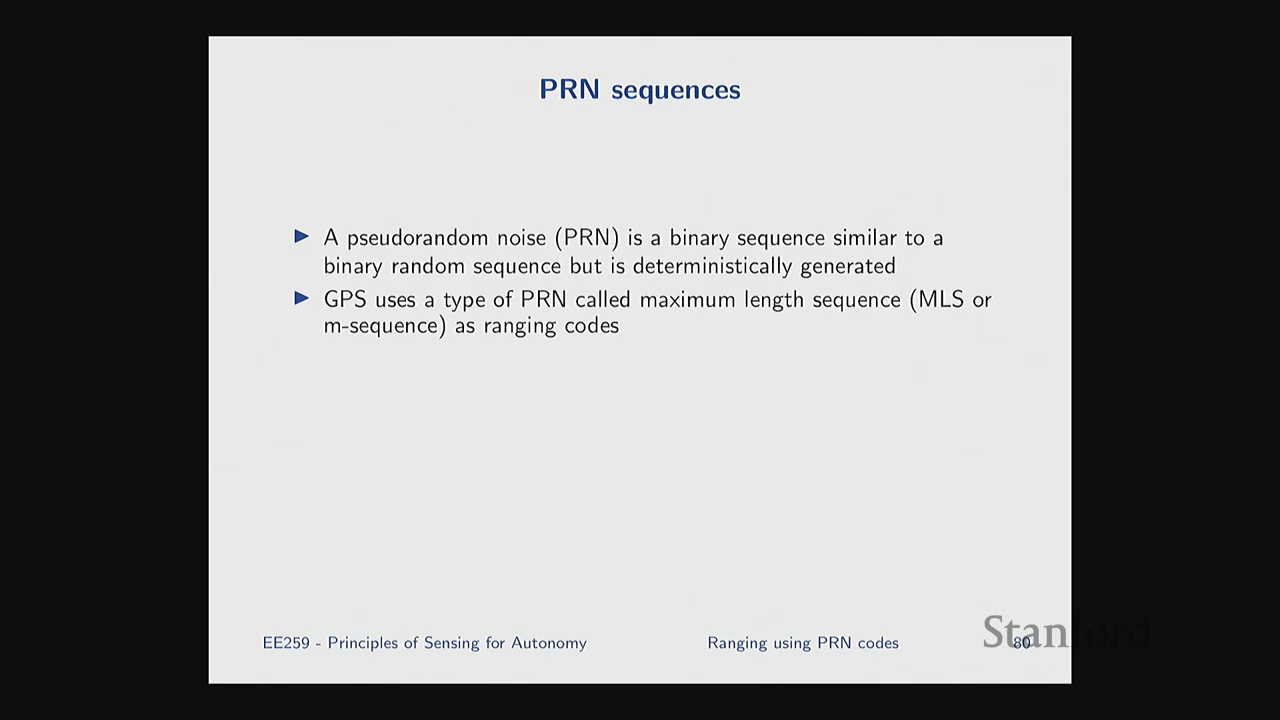 PRN sequences
A pseudorandom noise (PRN) is a binary sequence similar to a
binary random sequence but is deterministically generated
GPS uses a type of PRN called maximum length sequence (MLS or
m-sequence) as ranging codes
EE259 - Principles of Sensing for Autonomy
Ranging using PRN codes
80
Stanford